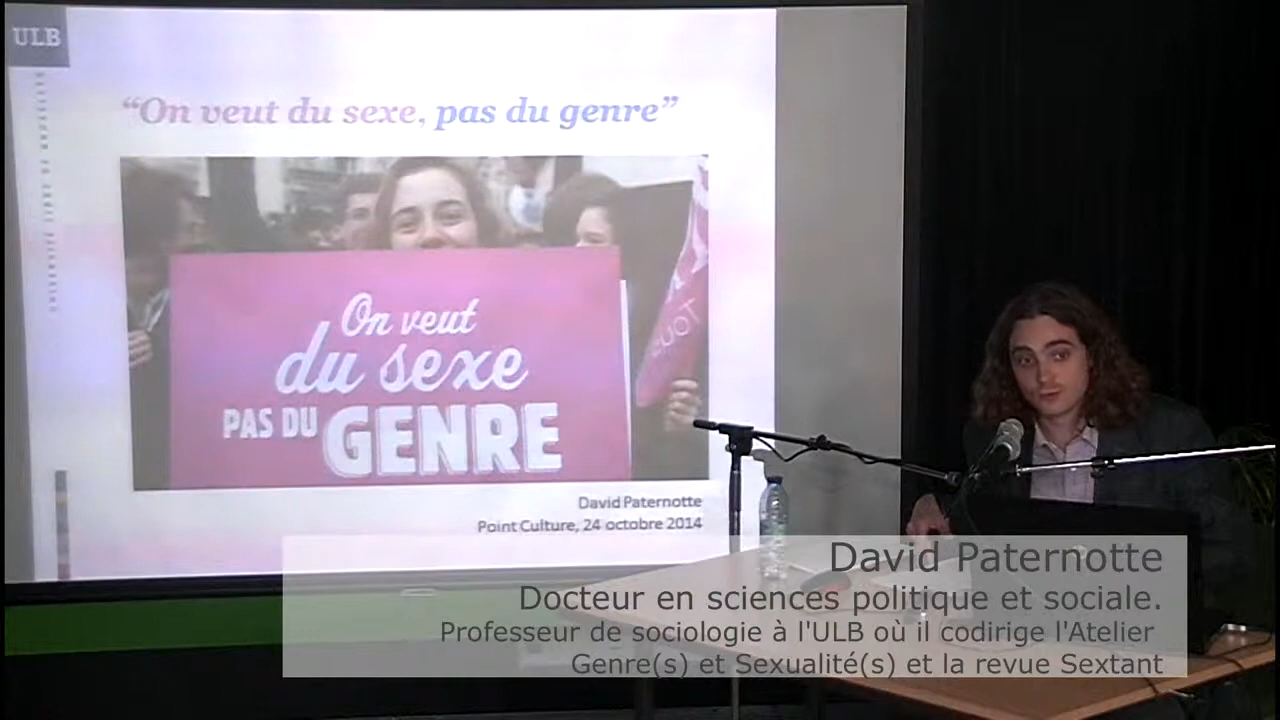 ULB
“On veut du sexe, pas du genre”
On veut
du sexe
PAS DU GENRE
David Paternotte
Point Culture, 24 octobre 2014
David Paternotte
Docteur en sciences politique et sociale.
Professeur de sociologie à l'ULB où il codirige l'Atelier
Genre(s) et Sexualité(s) et la revue Sextant